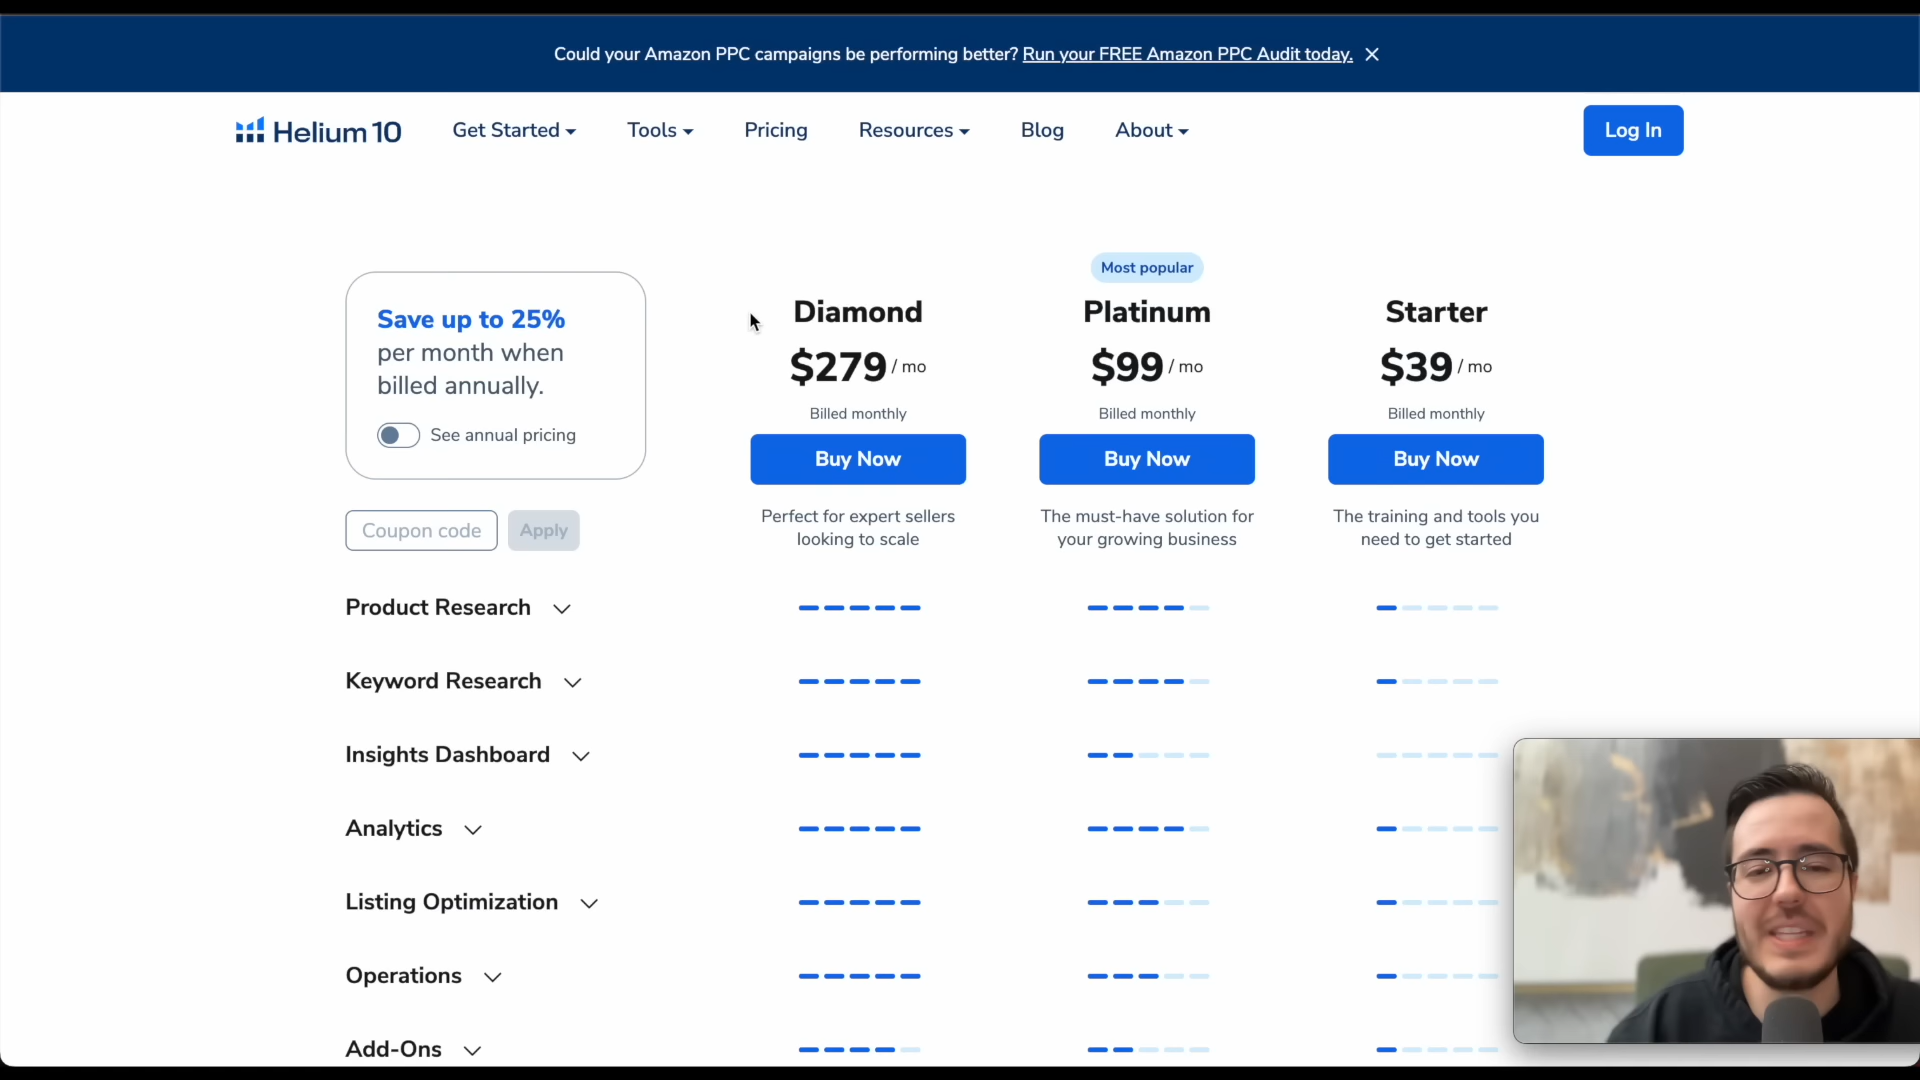 Could your Amazon PPC campaigns be performing better? Run your FREE Amazon PPC Audit today.
Helium 10
Get Started
Tools
Pricing
Resources
Blog
About
Log In
Save up to 25%
per month when
billed annually.
See annual pricing
Coupon code
Apply
Diamond
$279 / mo
Billed monthly
Buy Now
Perfect for expert sellers
looking to scale
Most popular
Platinum
$99 / mo
Billed monthly
Buy Now
The must-have solution for
your growing business
Starter
$39 / mo
Billed monthly
Buy Now
The training and tools you
need to get started
Product Research
Keyword Research
Insights Dashboard
Analytics
Listing Optimization
Operations
Add-Ons